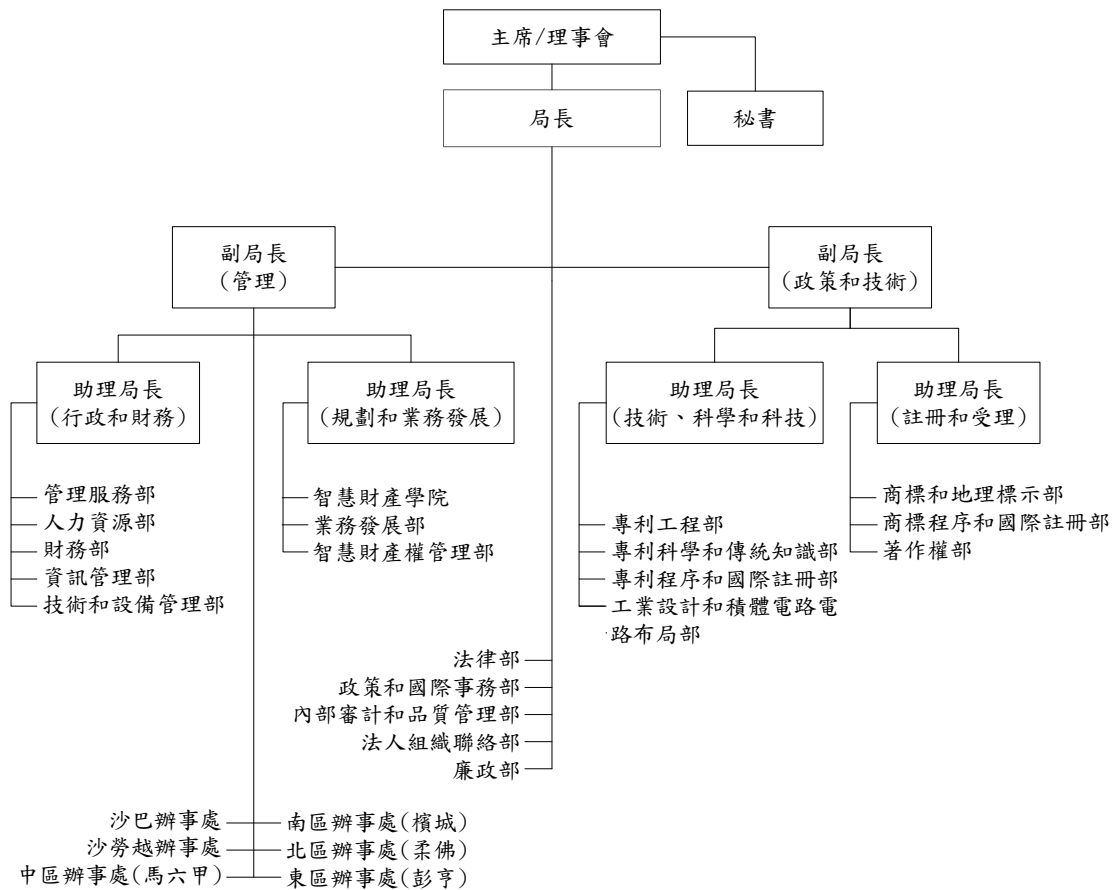 主席/理事會
局長
秘書
副局長
(管理)
副局長
(政策和技術)
助理局長
(行政和財務)
助理局長
(規劃和業務發展)
助理局長
(技術、科學和科技)
助理局長
(註冊和受理)
管理服務部
人力資源部
財務部
資訊管理部
技術和設備管理部
智慧財產學院
業務發展部
智慧財產權管理部
專利工程部
專利科學和傳統知識部
專利程序和國際註冊部
工業設計和積體電路電
路布局部
商標和地理標示部
商標程序和國際註冊部
著作權部
法律部
政策和國際事務部
內部審計和品質管理部
法人組織聯絡部
廉政部
沙巴辦事處
沙勞越辦事處
中區辦事處(馬六甲)
南區辦事處(檳城)
北區辦事處(柔佛)
東區辦事處(彭亨)